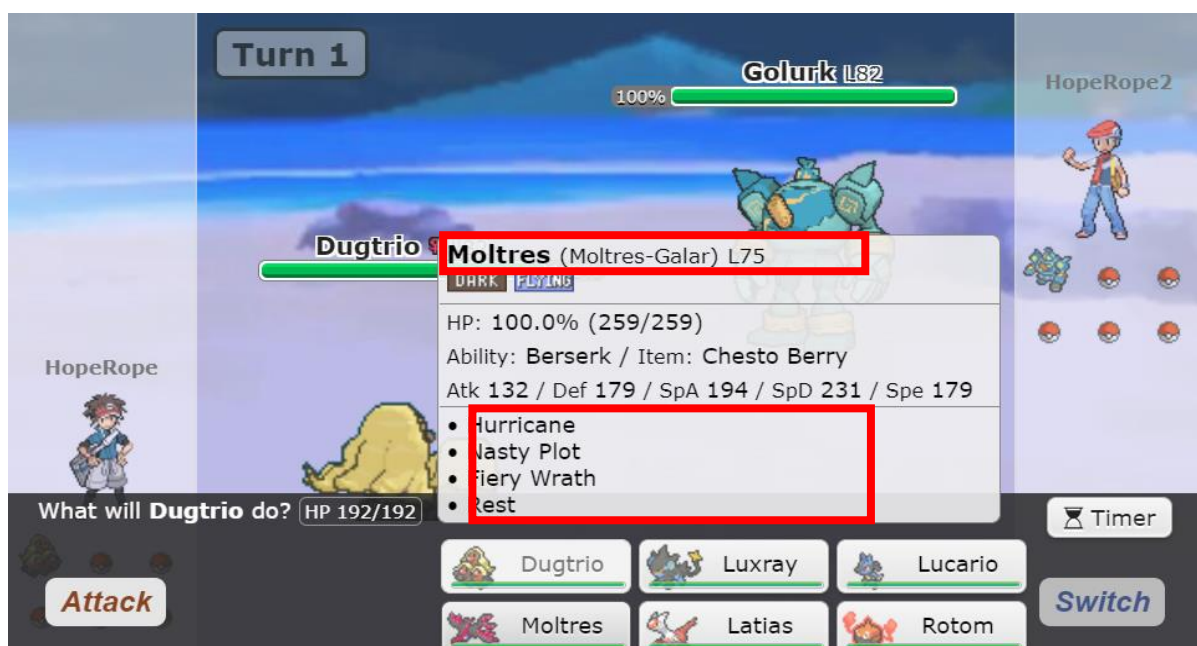 Turn 1
Golurk L82
100%
HopeRope2
Dugtrio
Moltres (Moltres-Galar) L75
DARK FLYING
HP: 100.0% (259/259)
Ability: Berserk / Item: Chesto Berry
Atk 132 / Def 179 / SpA 194 / SpD 231 / Spe 179
• Hurricane
• Nasty Plot
• Fiery Wrath
• Rest
HopeRope
What will Dugtrio do? HP 192/192
Timer
Dugtrio Luxray Lucario
Attack
Switch
Moltres Latias Rotom